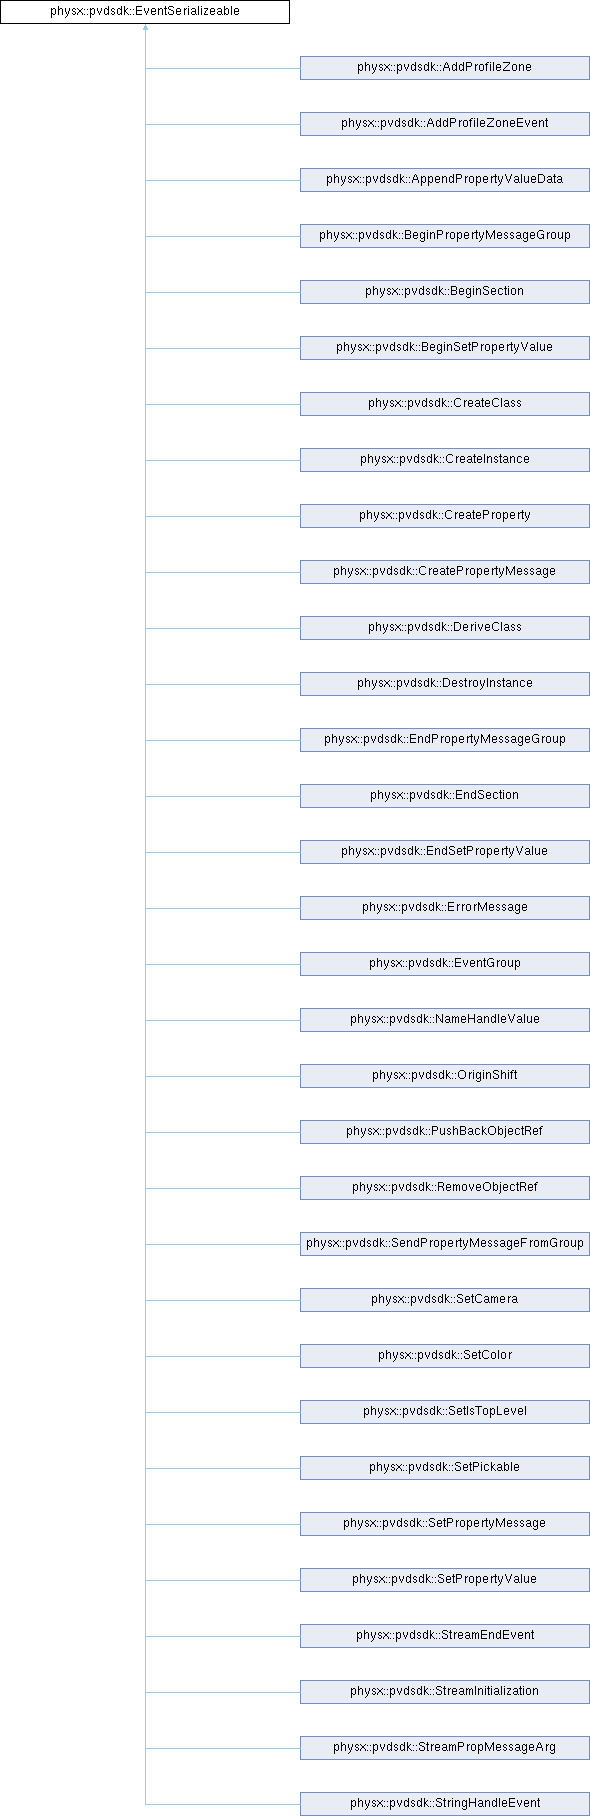 physx::pvdsdk::EventSerializeable
physx::pvdsdk::AddProfileZone
physx::pvdsdk::AddProfileZoneEvent
physx::pvdsdk::AppendPropertyValueData
physx::pvdsdk::BeginPropertyMessageGroup
physx::pvdsdk::BeginSection
physx::pvdsdk::BeginSetPropertyValue
physx::pvdsdk::CreateClass
physx::pvdsdk::CreateInstance
physx::pvdsdk::CreateProperty
physx::pvdsdk::CreatePropertyMessage
physx::pvdsdk::DeriveClass
physx::pvdsdk::DestroyInstance
physx::pvdsdk::EndPropertyMessageGroup
physx::pvdsdk::EndSection
physx::pvdsdk::EndSetPropertyValue
physx::pvdsdk::ErrorMessage
physx::pvdsdk::EventGroup
physx::pvdsdk::NameHandleValue
physx::pvdsdk::OriginShift
physx::pvdsdk::PushBackObjectRef
physx::pvdsdk::RemoveObjectRef
physx::pvdsdk::SendPropertyMessageFromGroup
physx::pvdsdk::SetCamera
physx::pvdsdk::SetColor
physx::pvdsdk::SetIsTopLevel
physx::pvdsdk::SetPickable
physx::pvdsdk::SetPropertyMessage
physx::pvdsdk::SetPropertyValue
physx::pvdsdk::StreamEndEvent
physx::pvdsdk::StreamInitialization
physx::pvdsdk::StreamPropMessageArg
physx::pvdsdk::StringHandleEvent